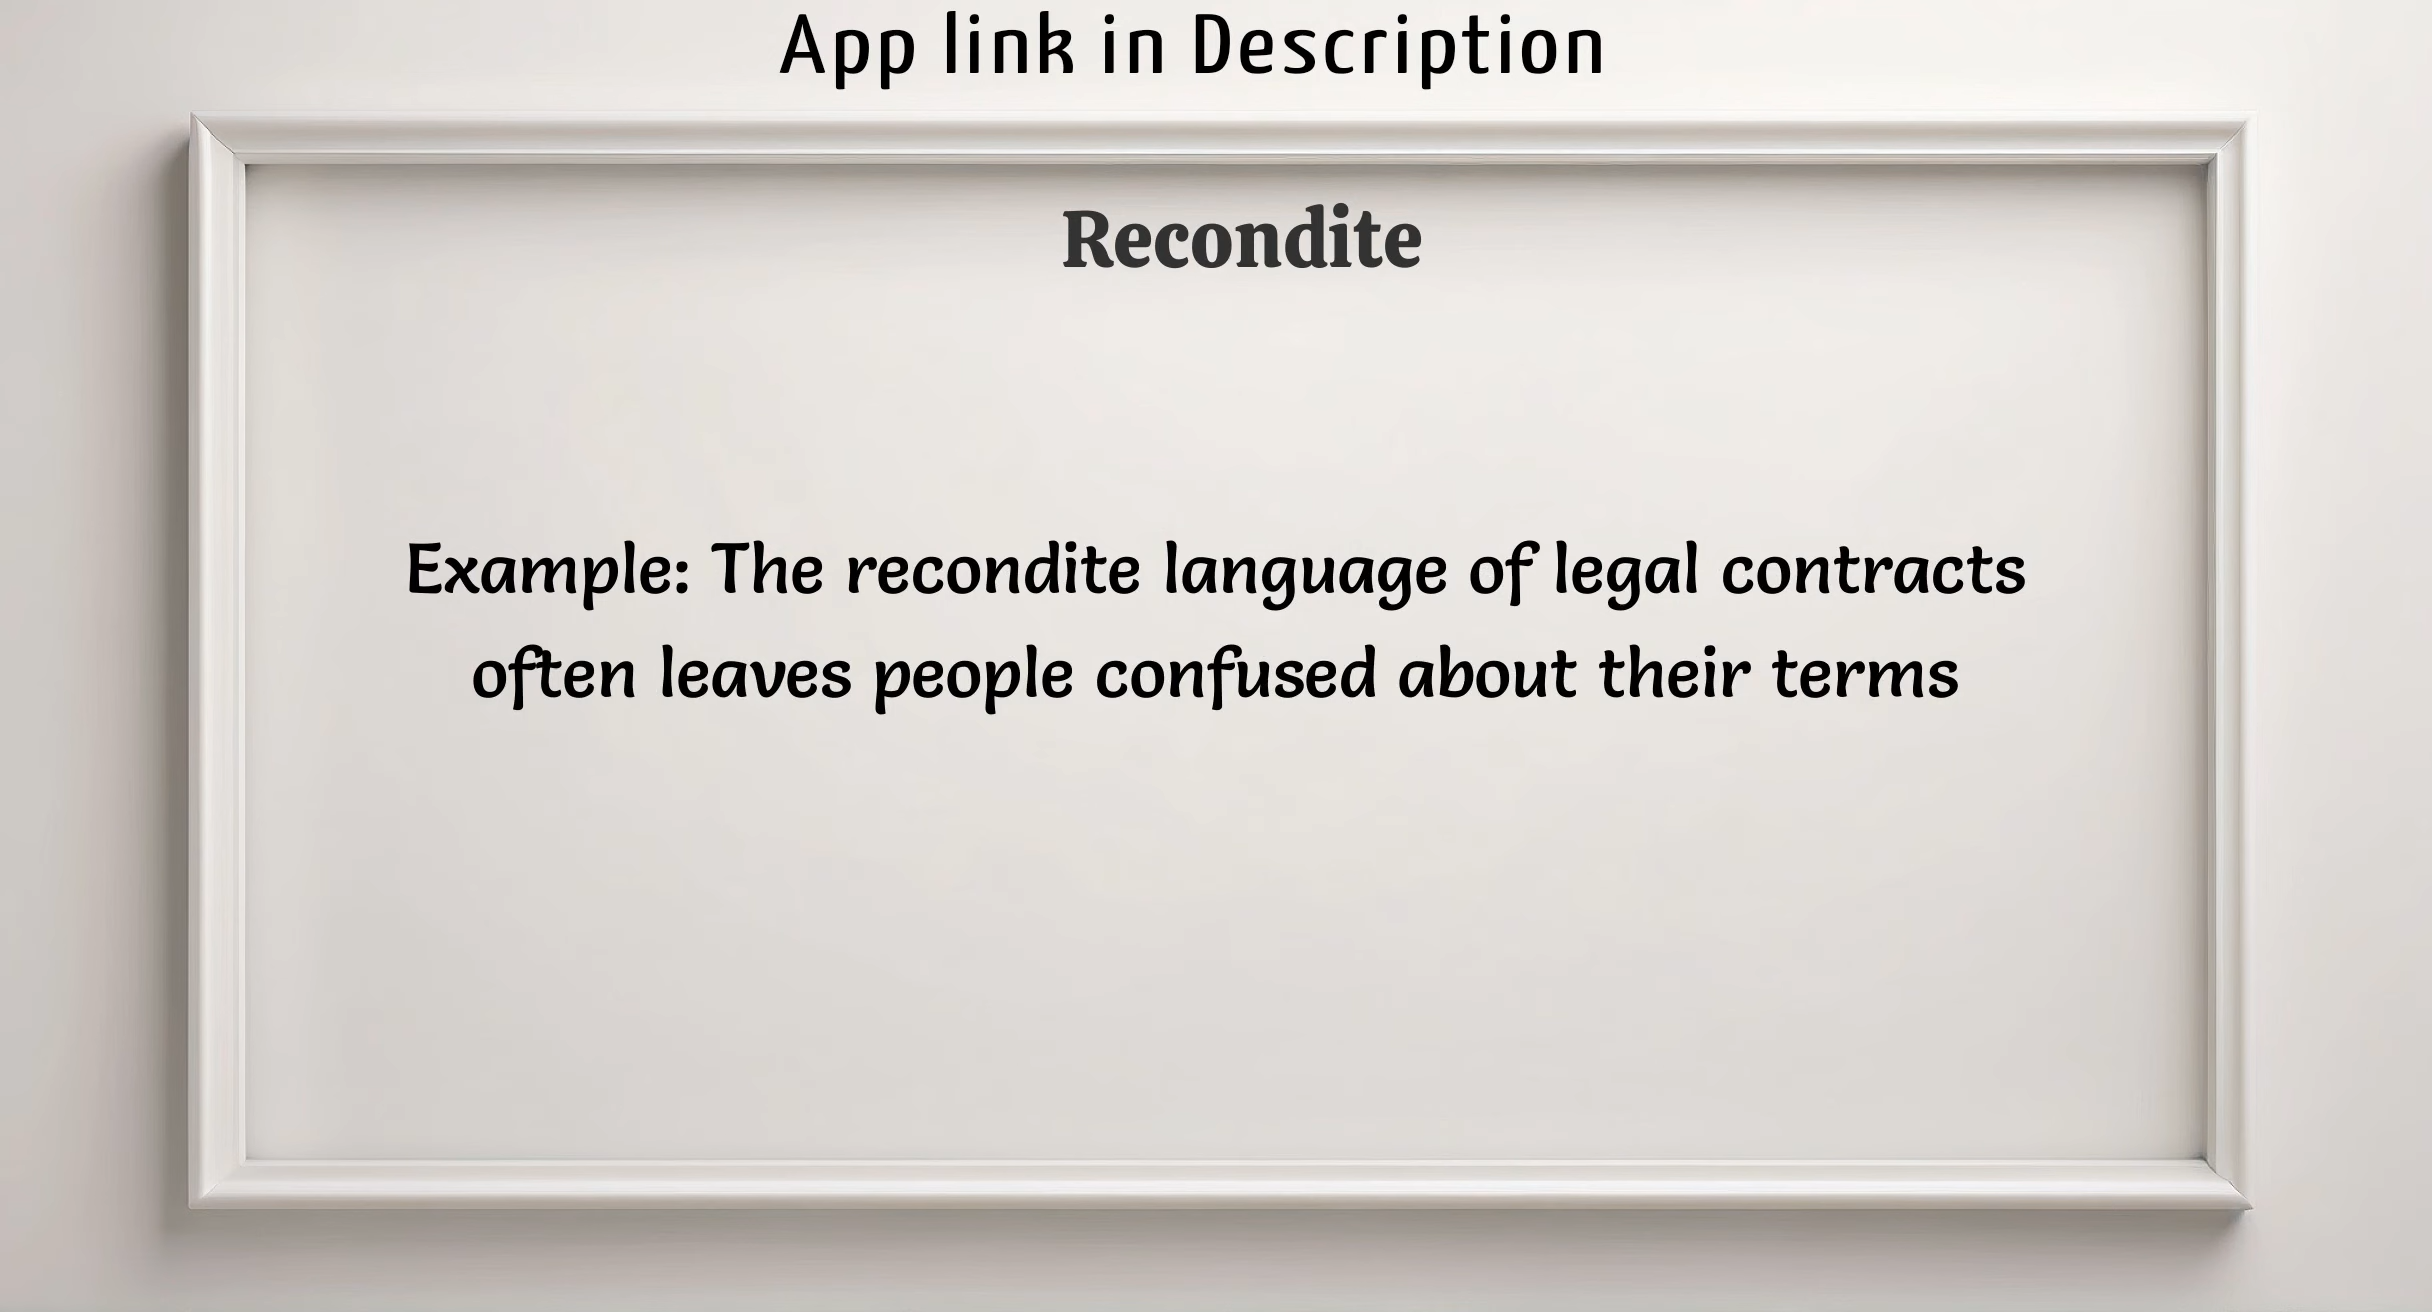 App link in Description
Recondite
Example: The recondite language of legal contracts
often leaves people confused about their terms